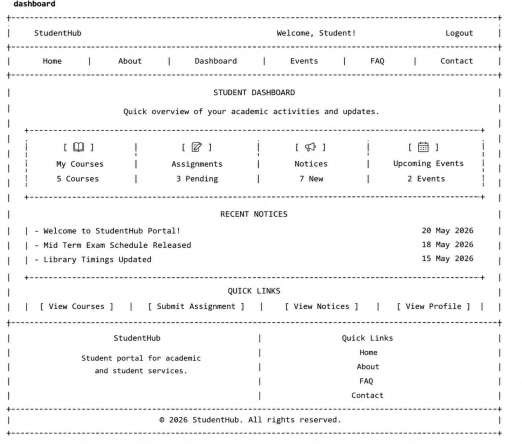 dashboard
StudentHub Welcome, Student! Logout
Home | About | Dashboard | Events | FAQ | Contact
STUDENT DASHBOARD
Quick overview of your academic activities and updates.
[ ] | [ ] | [ ] | [ ]
My Courses Assignments Notices Upcoming Events
5 Courses | 3 Pending | 7 New | 2 Events
RECENT NOTICES
| - Welcome to StudentHub Portal! 20 May 2026
| - Mid Term Exam Schedule Released 18 May 2026
| - Library Timings Updated 15 May 2026
QUICK LINKS
| [ View Courses ] | [ Submit Assignment ] | [ View Notices ] | [ View Profile ] |
StudentHub | Quick Links
Home
Student portal for academic
and student services.
About
FAQ
Contact
© 2026 StudentHub. All rights reserved.